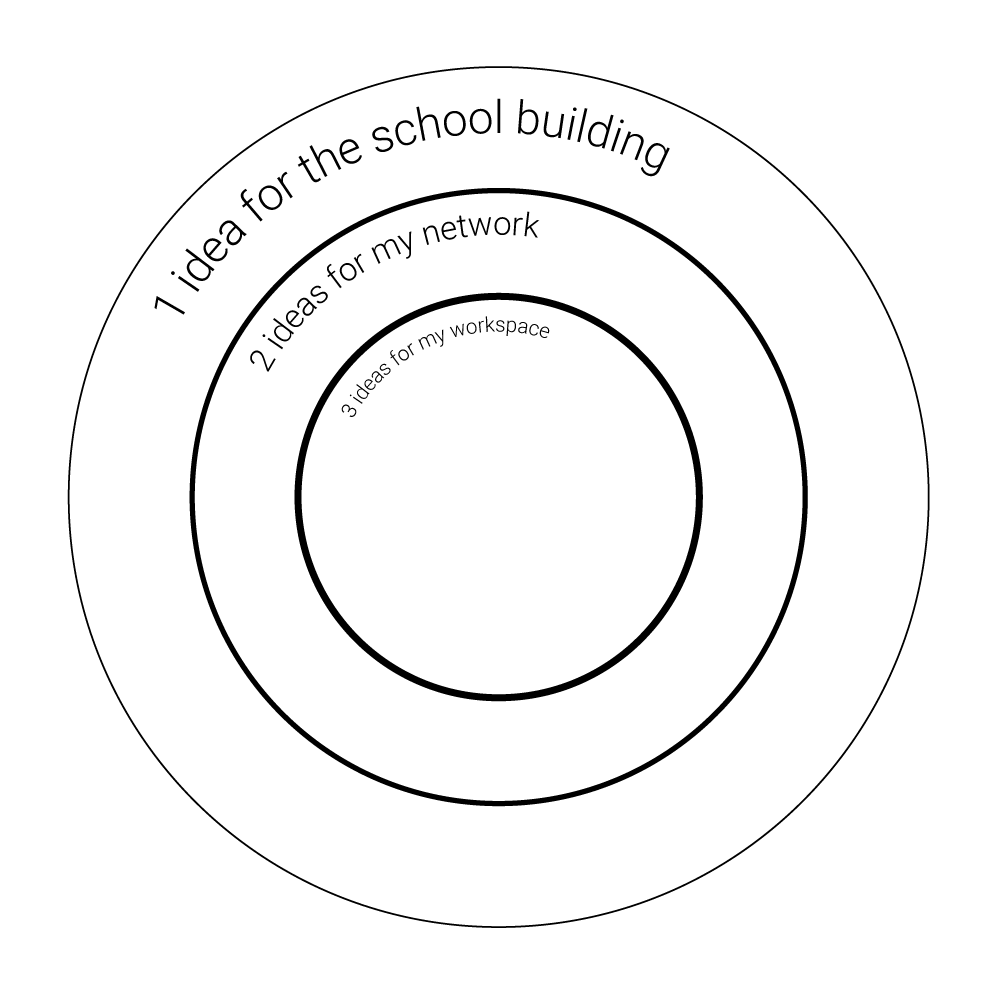 1 idea for the school building
2 ideas for my network
3 ideas for my workspace